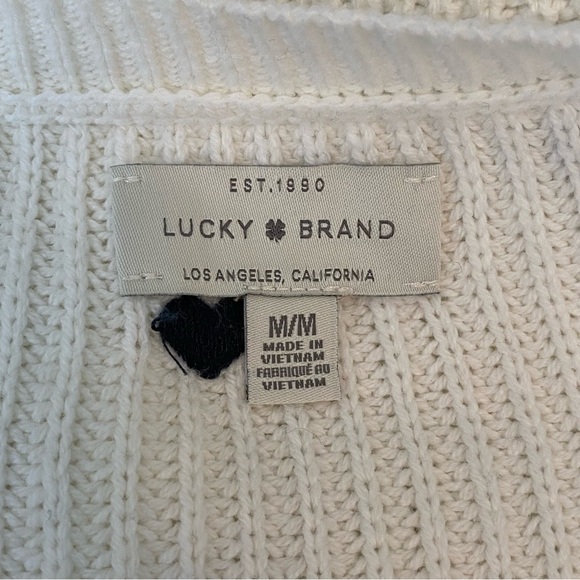 EST.1990
LUCKY BRAND
LOS ANGELES, CALIFORNIA
M/M
MADE IN
VIETNAM
FABRIQUÉ AU
VIETNAM